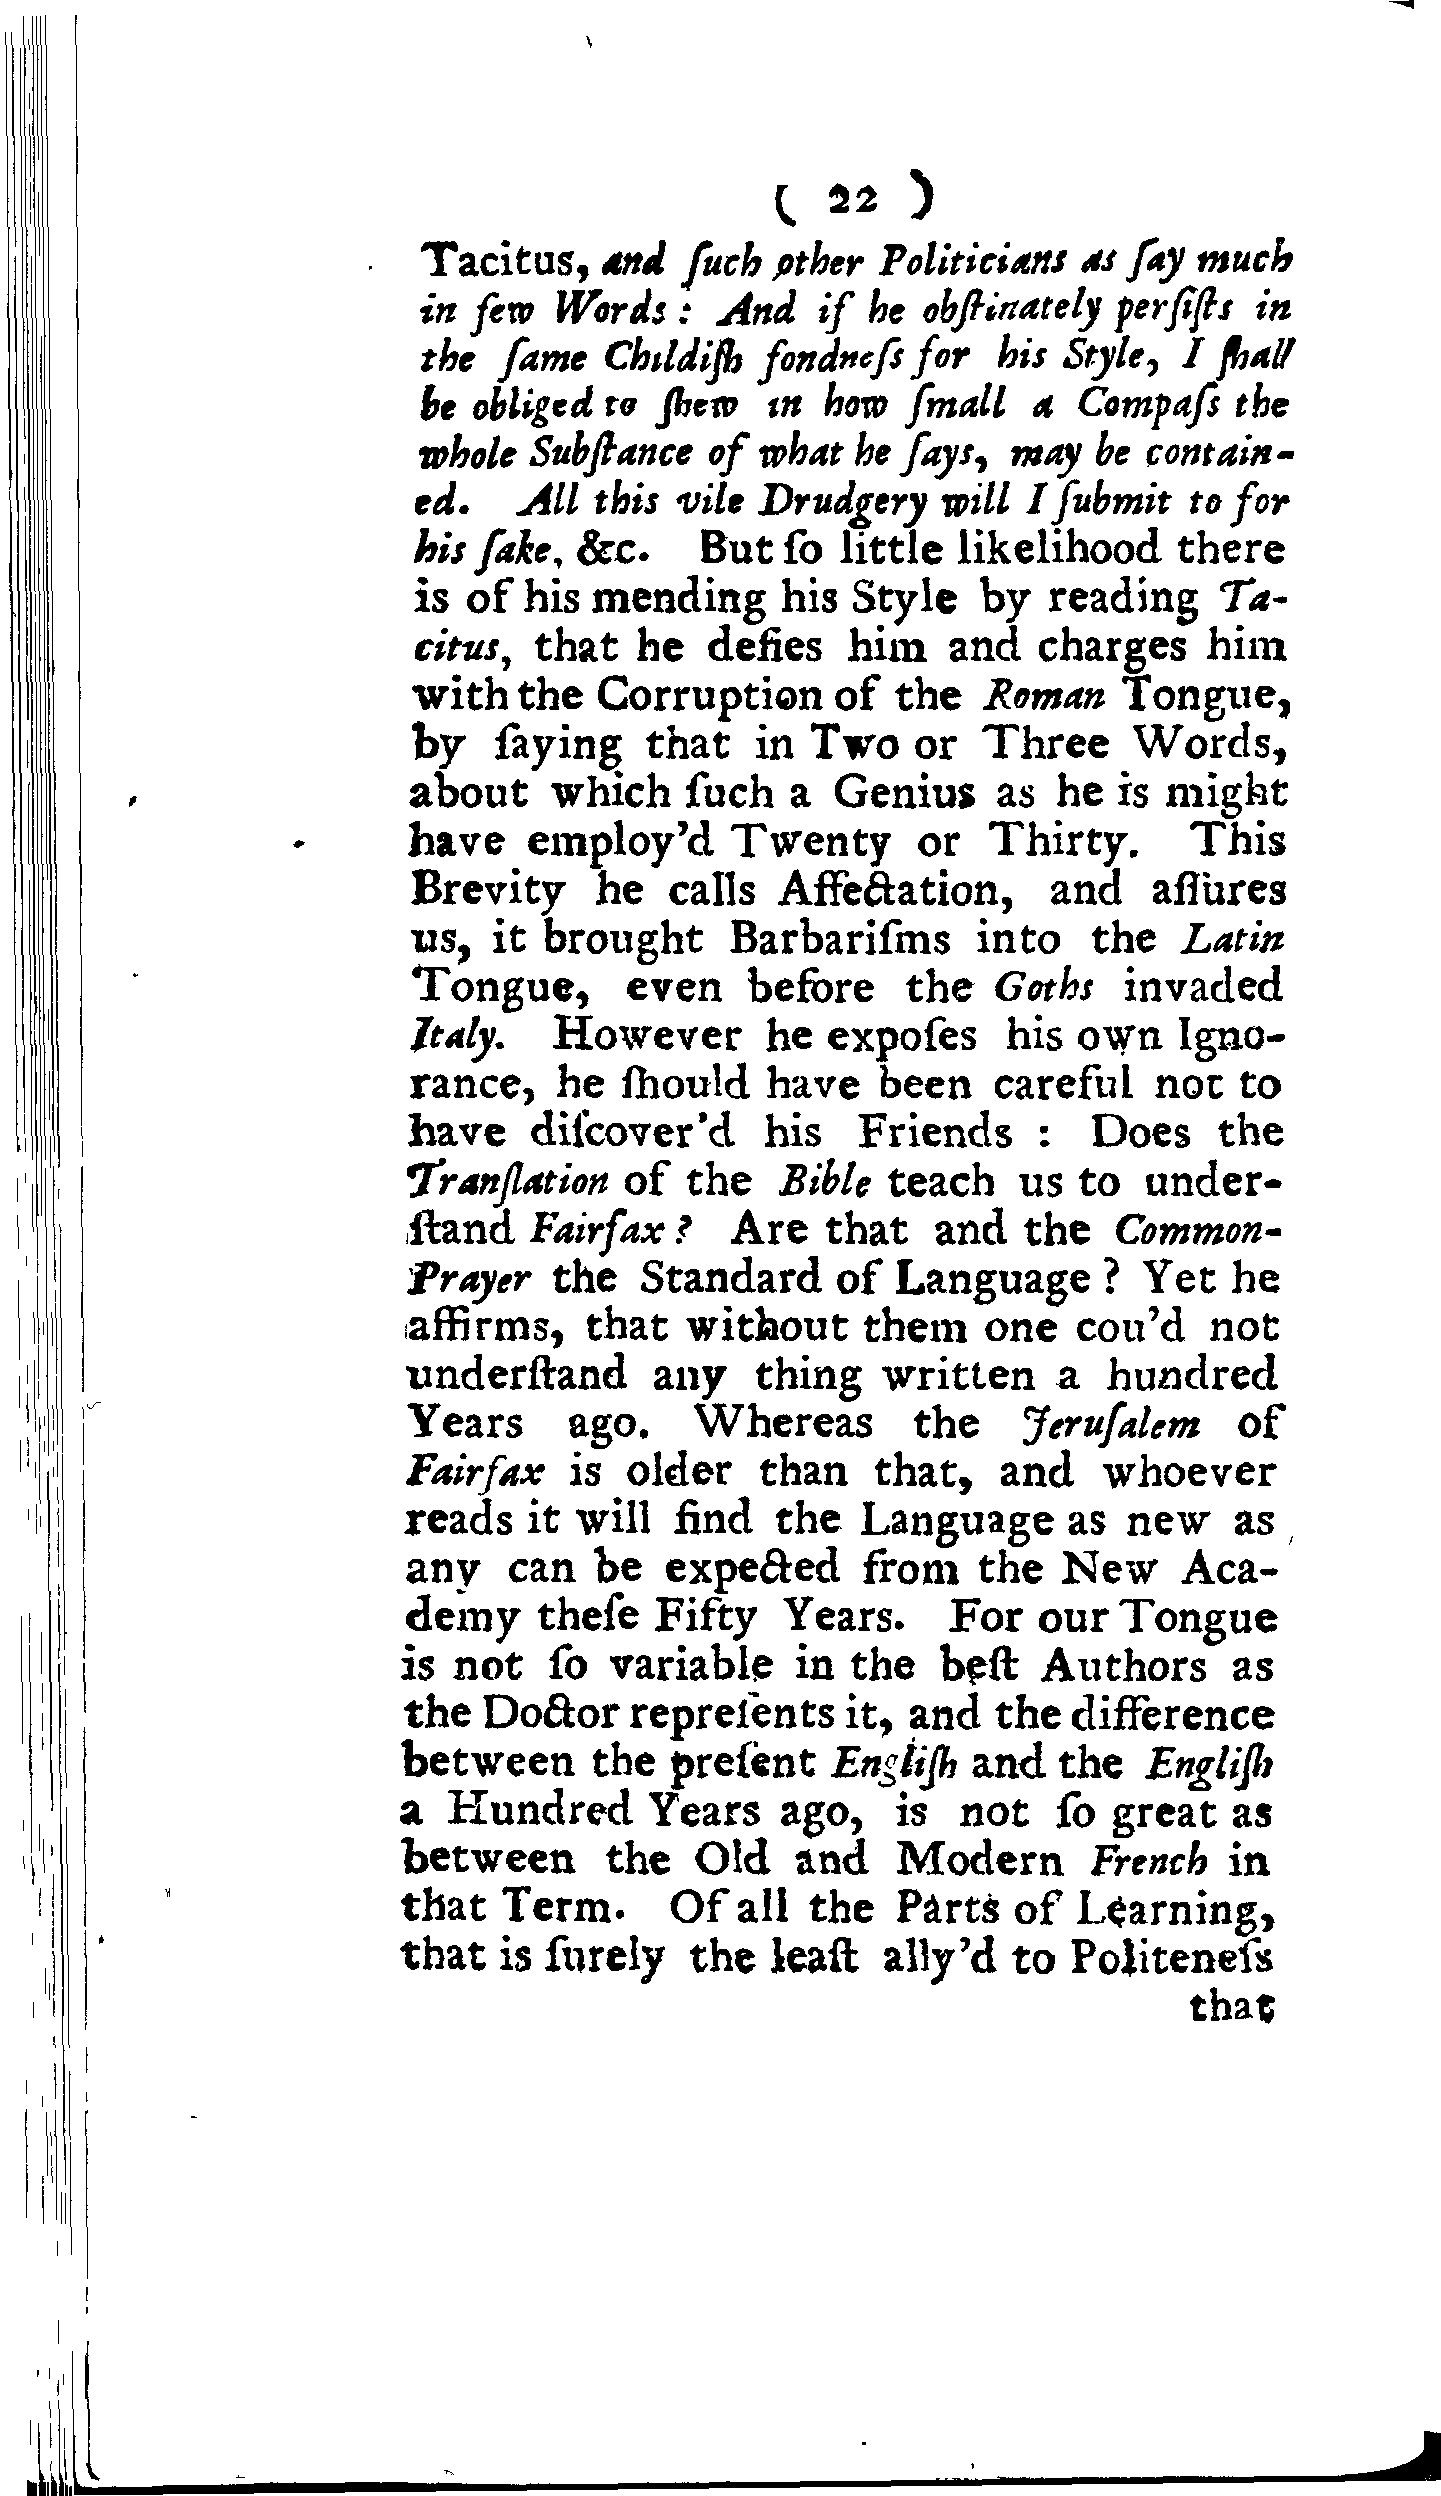 ( 22 )
Tacitus, and ſuch other Politicians as ſay much
in few Words : And if he obſtinately perſiſts in
the ſame Childiſh fondneſs for his Style, I ſhall
be obliged to ſhew in how ſmall a Compaſs the
whole Subſtance of what he ſays, may be contain-
ed. All this vile Drudgery will I ſubmit to for
his ſake, &c. But ſo little likelihood there
is of his mending his Style by reading Ta-
citus, that he defies him and charges him
with the Corruption of the Roman Tongue,
by ſaying that in Two or Three Words,
about which ſuch a Genius as he is might
have employ'd Twenty or Thirty. This
Brevity he calls Affectation, and aſſures
us, it brought Barbariſms into the Latin
Tongue, even before the Goths invaded
Italy. However he expoſes his own Igno-
rance, he ſhould have been careful not to
have diſcover'd his Friends : Does the
Tranſlation of the Bible teach us to under-
ſtand Fairfax ? Are that and the Common-
Prayer the Standard of Language ? Yet he
affirms, that without them one cou'd not
underſtand any thing written a hundred
Years ago. Whereas the Jeruſalem of
Fairfax is older than that, and whoever
reads it will find the Language as new as
any can be expected from the New Aca-
demy theſe Fifty Years. For our Tongue
is not ſo variable in the beſt Authors as
the Doctor repreſents it, and the difference
between the preſent Engliſh and the Engliſh
a Hundred Years ago, is not ſo great as
between the Old and Modern French in
that Term. Of all the Parts of Learning,
that is ſurely the leaſt ally'd to Politeneſs
that